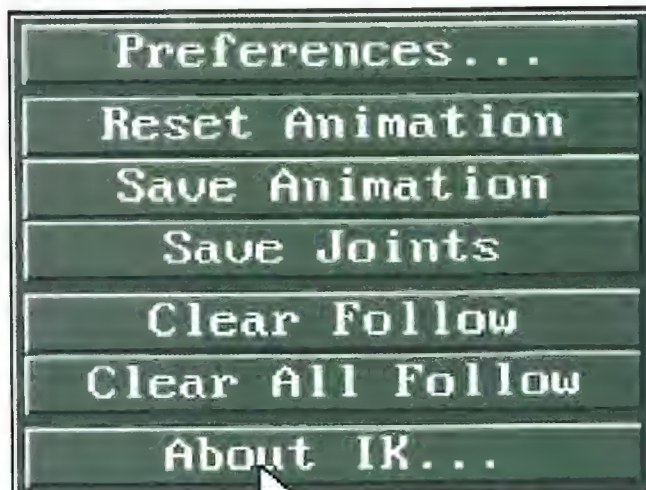 Preferences...
Reset Animation
Save Animation
Save Joints
Clear Follow
Clear All Follow
About IK...